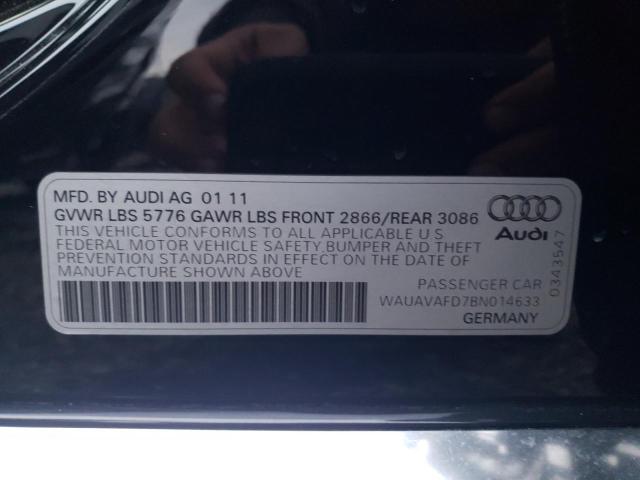 MFD. BY AUDI AG 01 11
GVWR LBS 5776 GAWR LBS FRONT 2866/REAR 3086
THIS VEHICLE CONFORMS TO ALL APPLICABLE U S
FEDERAL MOTOR VEHICLE SAFETY,BUMPER AND THEFT
PREVENTION STANDARDS IN EFFECT ON THE DATE OF
MANUFACTURE SHOWN ABOVE
PASSENGER CAR
WAUAVAFD7BN014633
GERMANY
Audi
0343547